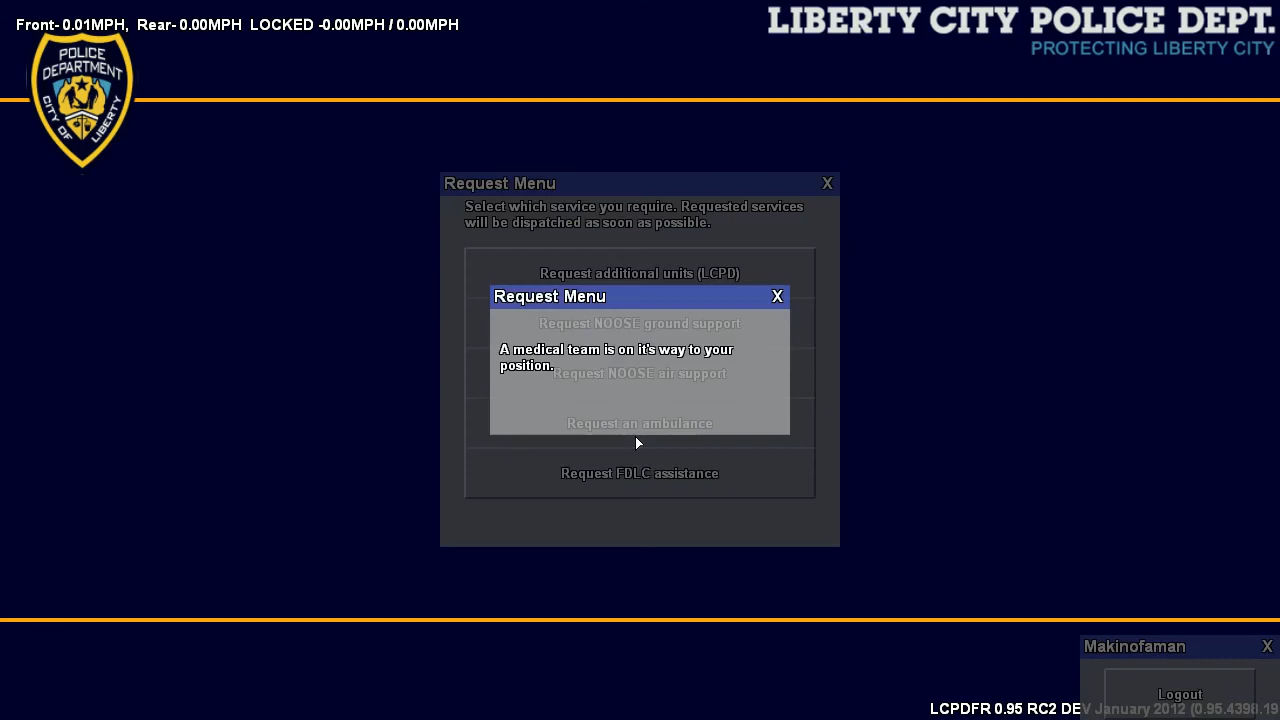 Front- 0.01MPH,  Rear- 0.00MPH  LOCKED -0.00MPH / 0.00MPH
LIBERTY CITY POLICE DEPT.
PROTECTING LIBERTY CITY
POLICE
DEPARTMENT
CITY OF LIBERTY
Request Menu X
Select which service you require. Requested services
will be dispatched as soon as possible.
Request additional units (LCPD)
Request Menu X
Request NOOSE ground support
A medical team is on it's way to your
position.
Request NOOSE air support
Request an ambulance
Request FDLC assistance
Makinofaman X
Logout
LCPDFR 0.95 RC2 DEV January 2012 (0.95.4398.19